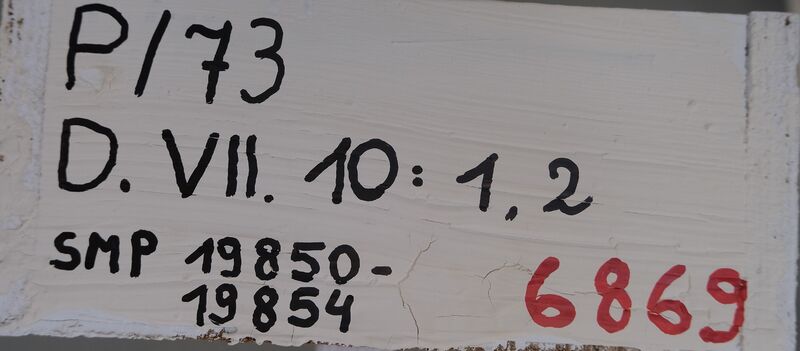 P/73
D. VII. 10: 1, 2
SMP 19850-
19854
6869